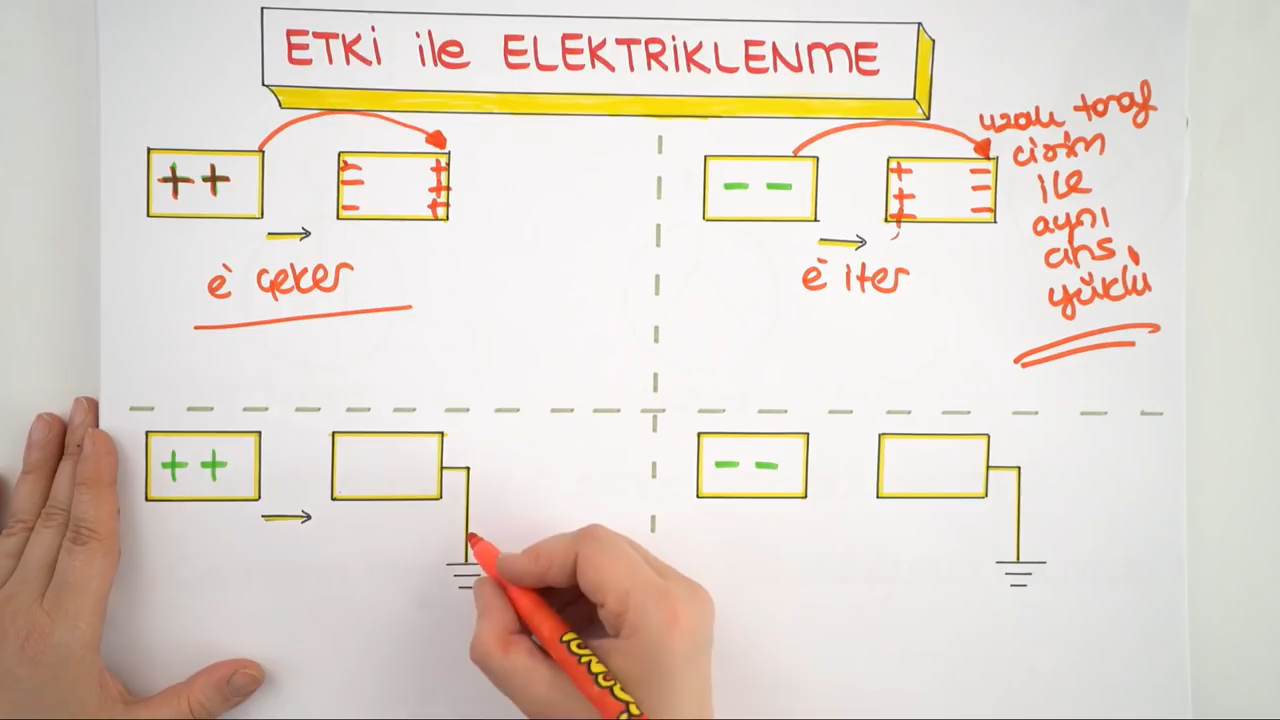 ETKİ ile ELEKTRİKLENME
++
- - -
+ + +
- -
+ + +
- - -
uzak taraf
cisim
ile
aynı
cins
yüklü
e⁻ çeker
e⁻ iter
++
- -